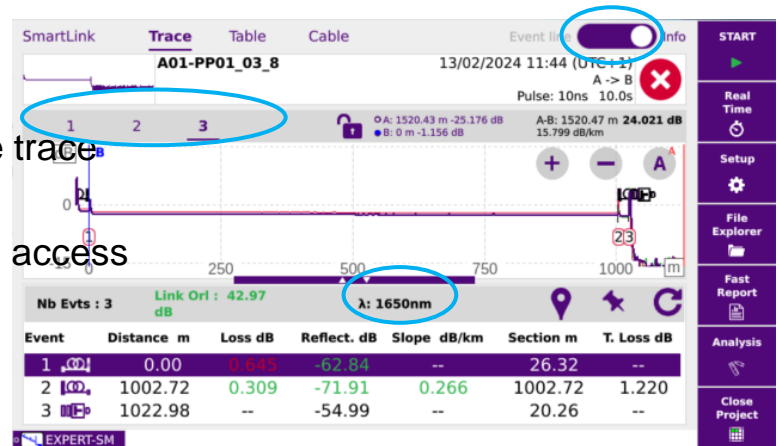 SmartLink Trace Table Cable Event line Info
START
A01-PP01_03_8 13/02/2024 11:44 (UTC+1)
A -> B
Pulse: 10ns 10.0s
Real
Time
1 2 3
A: 1520.43 m -25.176 dB
B: 0 m -1.156 dB
A-B: 1520.47 m 24.021 dB
15.799 dB/km
e trace
dB B + − A A
Setup
0
1 2 3
access
File
Explorer
0 250 500 750 1000 m
Nb Evts : 3 Link Orl : 42.97
dB
λ: 1650nm
Fast
Report
Event Distance m Loss dB Reflect. dB Slope dB/km Section m T. Loss dB
Analysis
1 0.00 0.645 -62.84 -- 26.32 --
2 1002.72 0.309 -71.91 0.266 1002.72 1.220
3 1022.98 -- -54.99 -- 20.26 --
Close
Project
EXPERT-SM